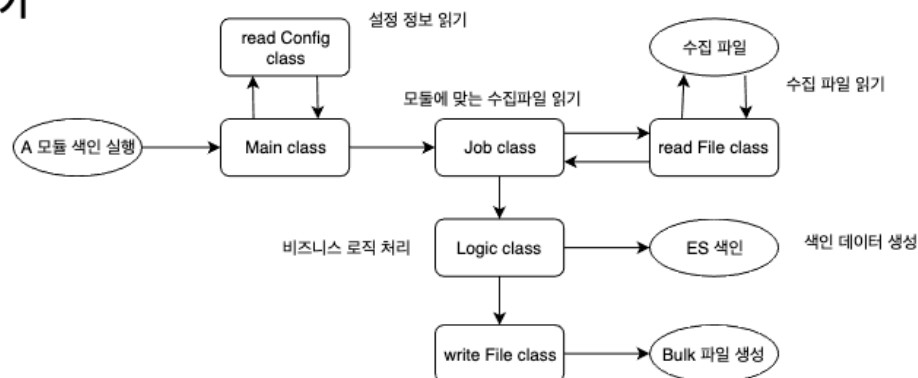 기
read Config
class
설정 정보 읽기
수집 파일
수집 파일 읽기
모둘에 맞는 수집파일 읽기
A 모듈 색인 실행
Main class
Job class
read File class
비즈니스 로직 처리
Logic class
ES 색인
색인 데이터 생성
write File class
Bulk 파일 생성